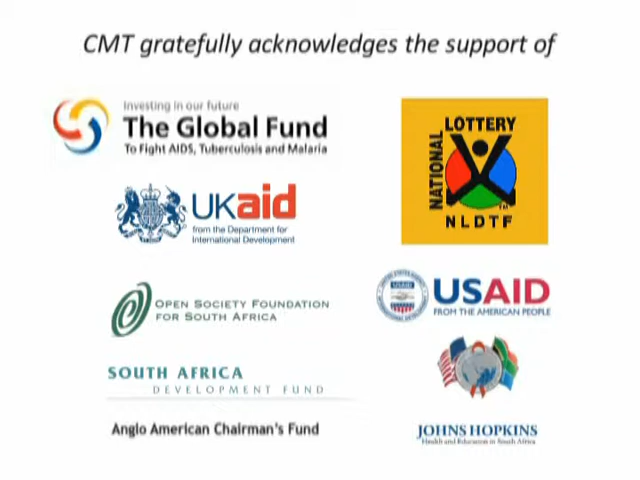 CMT gratefully acknowledges the support of
Investing in our future
The Global Fund
To Fight AIDS, Tuberculosis and Malaria
NATIONAL
LOTTERY
NLDTF
UKaid
from the Department for
International Development
USAID
USAID
FROM THE AMERICAN PEOPLE
OPEN SOCIETY FOUNDATION
FOR SOUTH AFRICA
SOUTH AFRICA
DEVELOPMENT FUND
Anglo American Chairman's Fund
JOHNS HOPKINS
Health and Education in South Africa